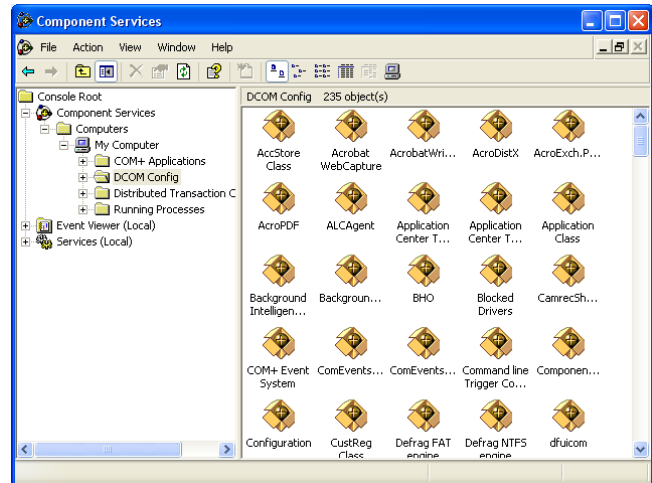 Component Services
File Action View Window Help
Console Root
Component Services
Computers
My Computer
COM+ Applications
DCOM Config
Distributed Transaction C
Running Processes
Event Viewer (Local)
Services (Local)
DCOM Config 235 object(s)
AccStore Class
Acrobat WebCapture
AcrobatWri...
AcroDistX
AcroExch.P...
AcroPDF
ALCAgent
Application Center T...
Application Center T...
Application Class
Background Intelligen...
Backgroun...
BHO
Blocked Drivers
CamrecSh...
COM+ Event System
ComEvents...
ComEvents...
Command line Trigger Co...
Componen...
Configuration
CustReg Class
Defrag FAT engine
Defrag NTFS engine
dfuicom